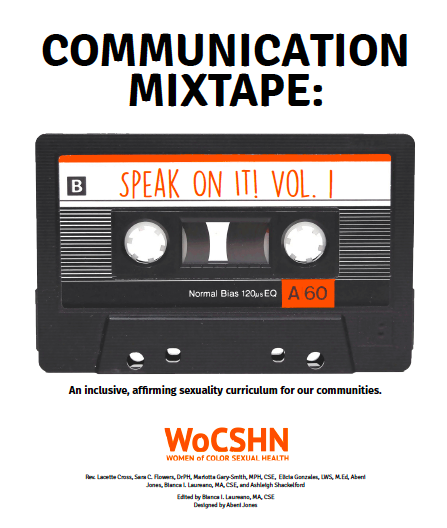 COMMUNICATION
MIXTAPE:
B
SPEAK ON IT! VOL. 1
Normal Bias 120µs EQ
A 60
An inclusive, affirming sexuality curriculum for our communities.
WoCSHN
WOMEN of COLOR SEXUAL HEALTH
Rev. Lacette Cross, Sara C. Flowers, DrPH, Mariotta Gary-Smith, MPH, CSE, Elicia Gonzales, LWS, M.Ed, Abeni
Jones, Bianca I. Laureano, MA, CSE, and Ashleigh Shackelford
Edited by Bianca I. Laureano, MA, CSE
Designed by Abeni Jones